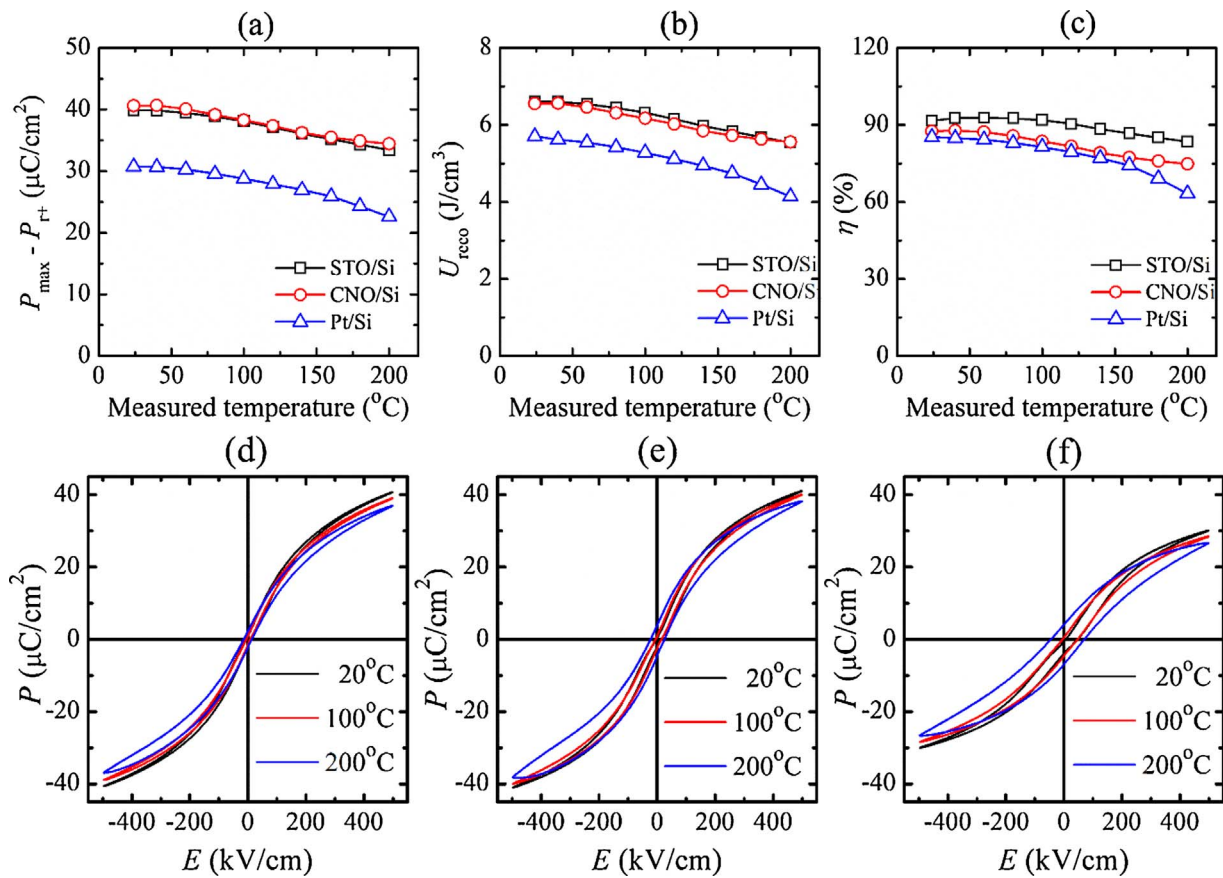 (a)
50
40
30
20
10
0
P_max - P_r+ (μC/cm²)
STO/Si
CNO/Si
Pt/Si
0 50 100 150 200
Measured temperature (°C)
(b)
8
6
4
2
0
U_reco (J/cm³)
STO/Si
CNO/Si
Pt/Si
0 50 100 150 200
Measured temperature (°C)
(c)
120
90
60
30
0
η (%)
STO/Si
CNO/Si
Pt/Si
0 50 100 150 200
Measured temperature (°C)
(d)
40
20
0
-20
-40
P (μC/cm²)
20°C
100°C
200°C
-400 -200 0 200 400
E (kV/cm)
(e)
40
20
0
-20
-40
P (μC/cm²)
20°C
100°C
200°C
-400 -200 0 200 400
E (kV/cm)
(f)
40
20
0
-20
-40
P (μC/cm²)
20°C
100°C
200°C
-400 -200 0 200 400
E (kV/cm)